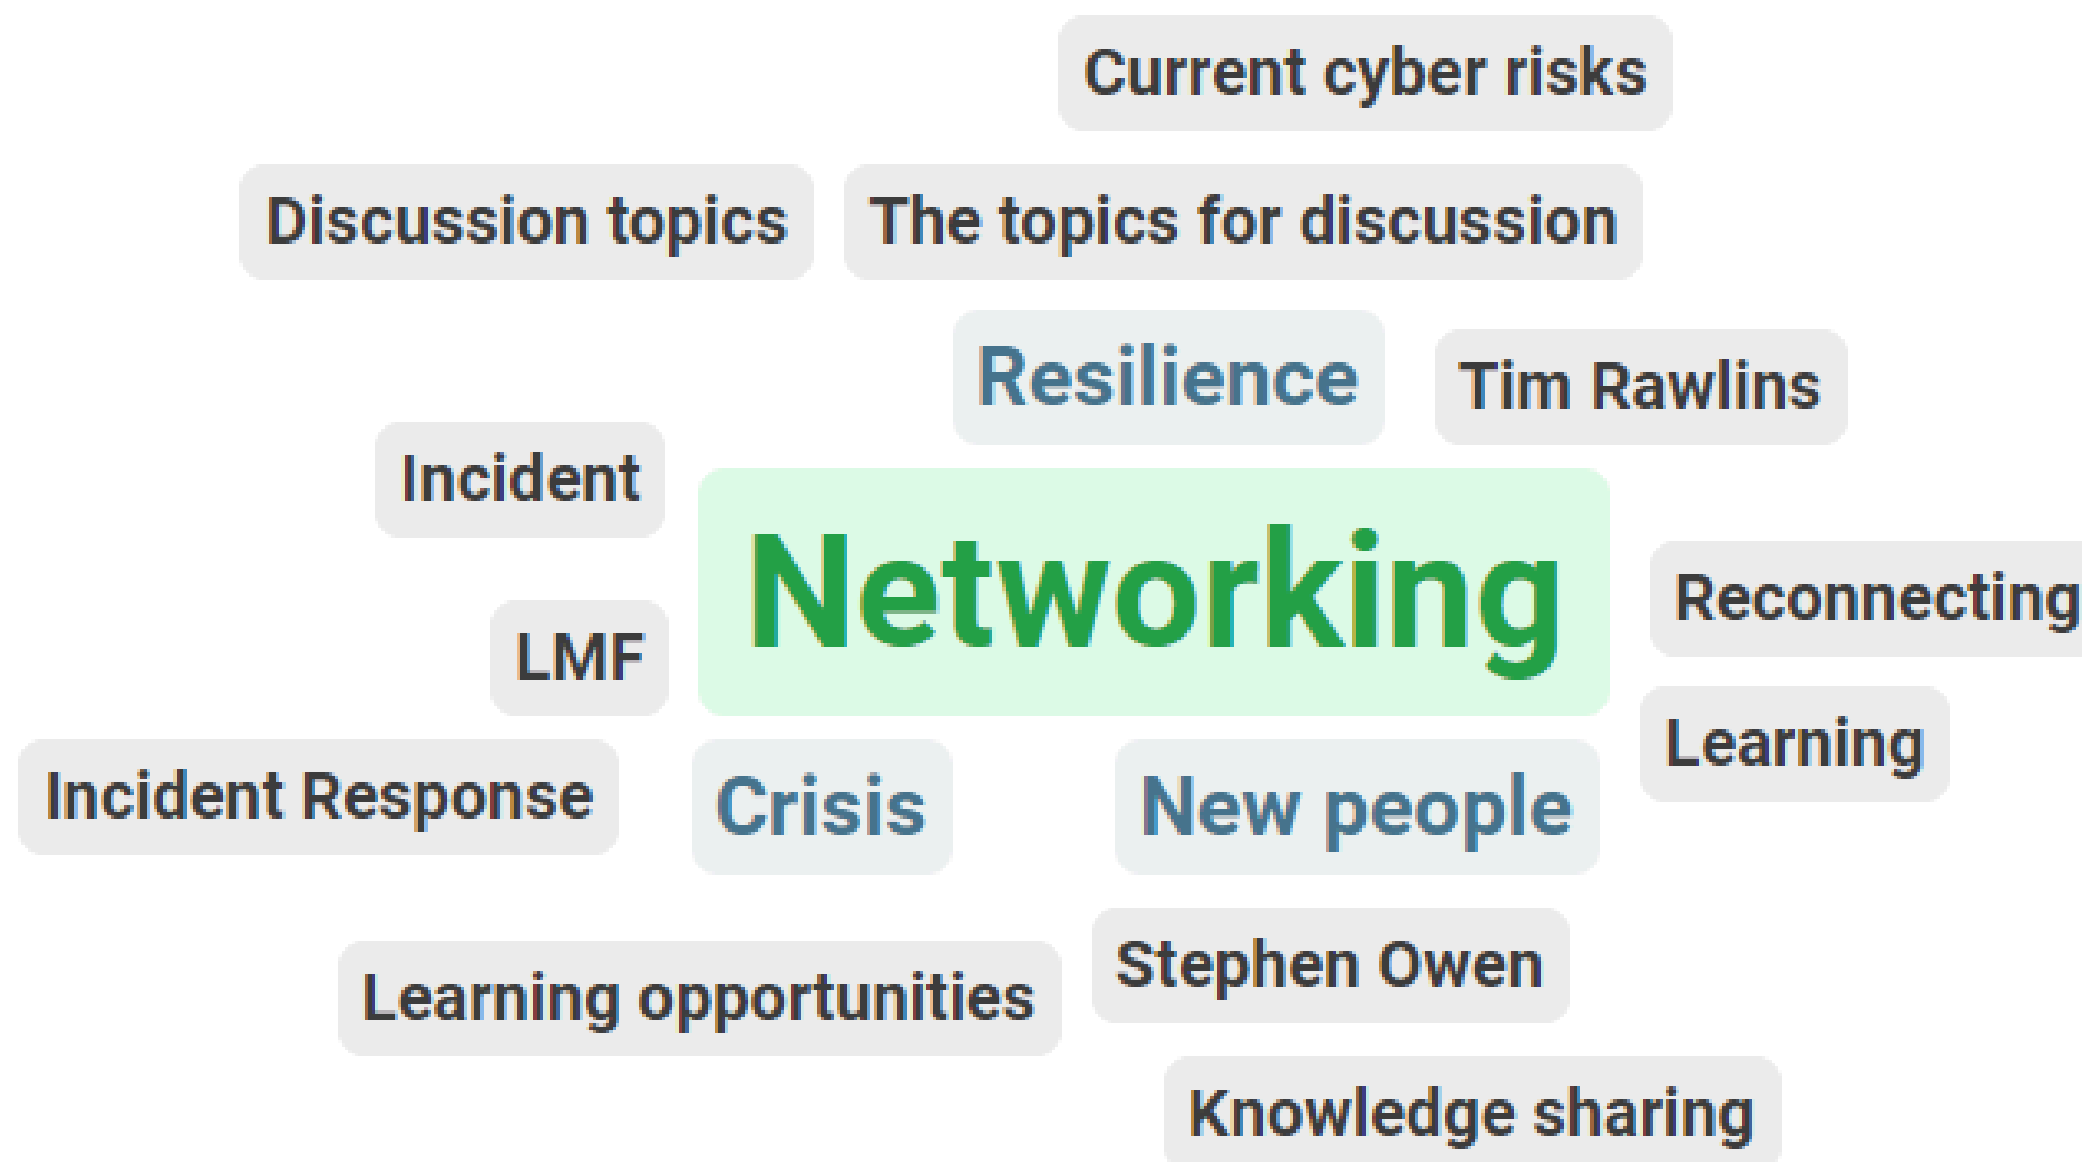 Current cyber risks
Discussion topics
The topics for discussion
Resilience
Tim Rawlins
Incident
Networking
Reconnecting
LMF
Learning
Incident Response
Crisis
New people
Stephen Owen
Learning opportunities
Knowledge sharing